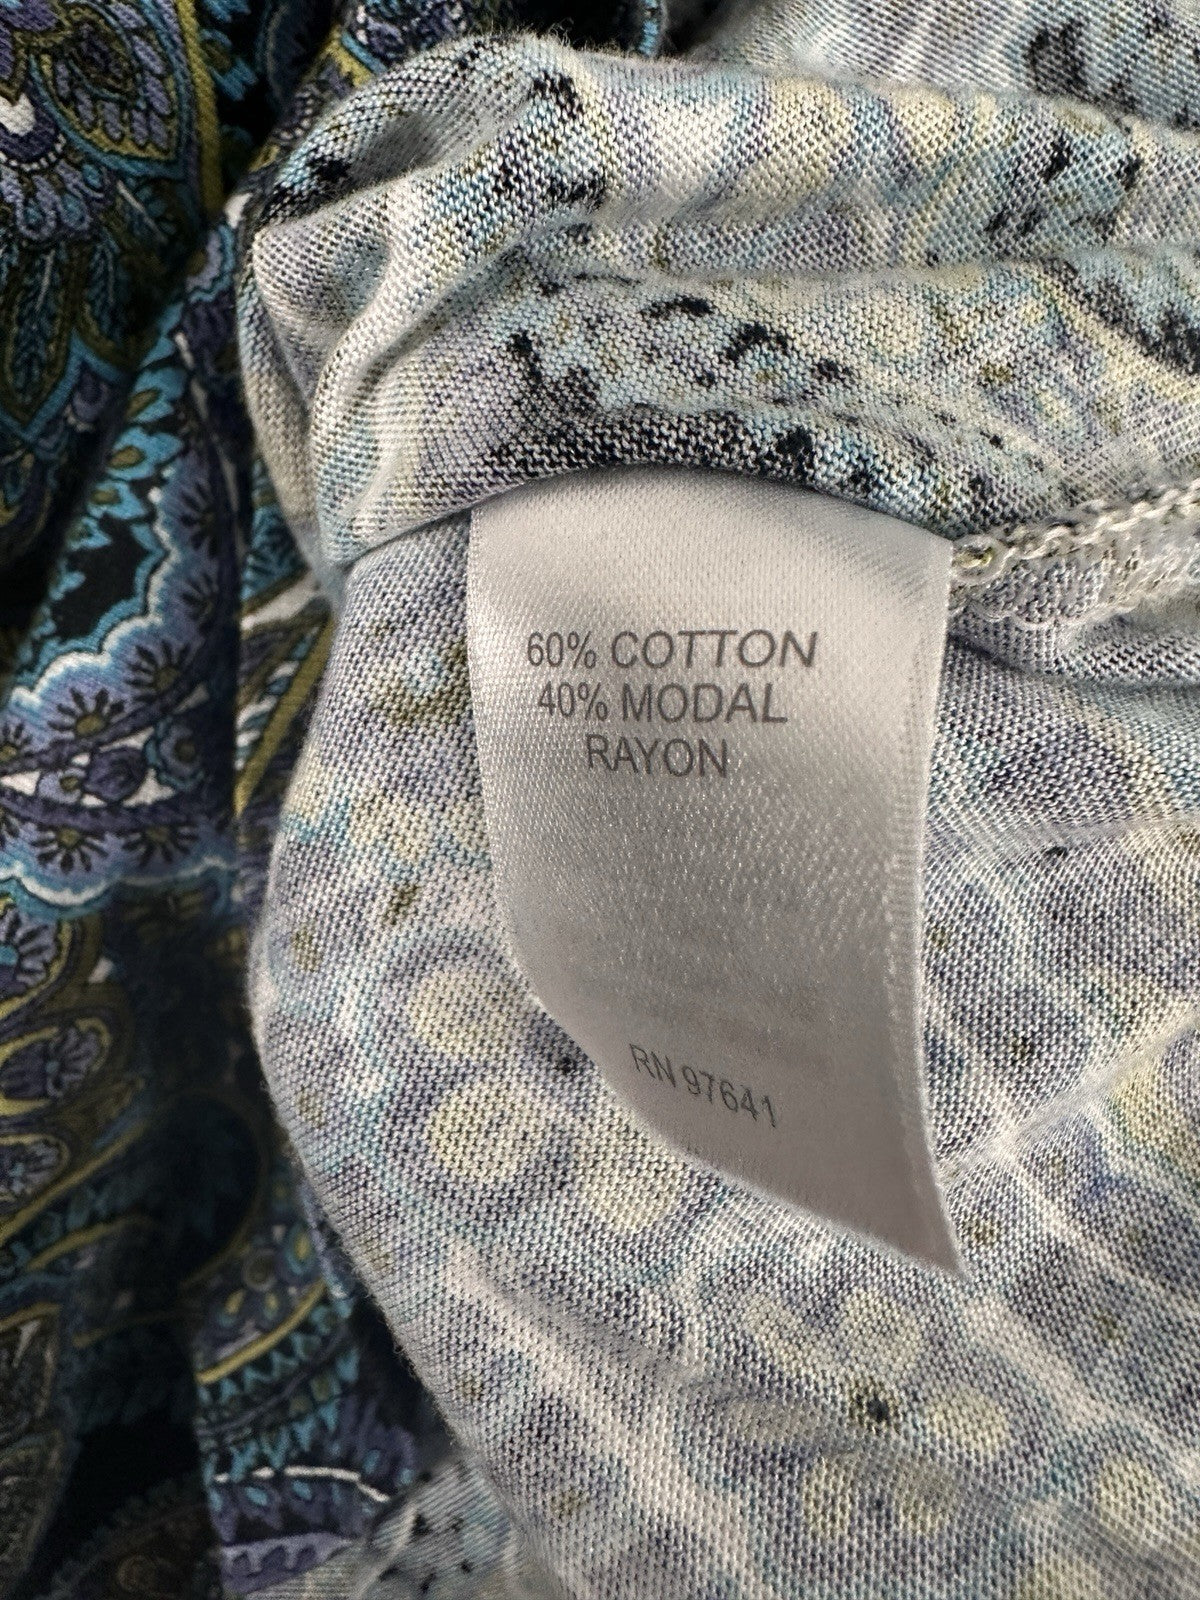 60% COTTON
40% MODAL
RAYON
RN 97641